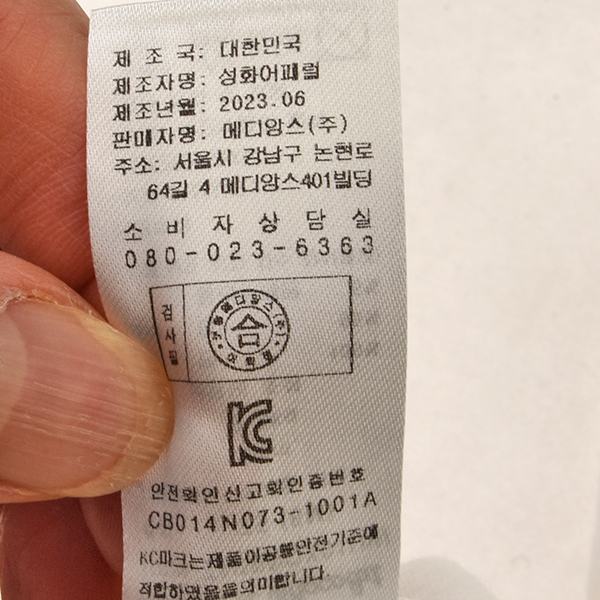 제 조 국: 대한민국
제조자명: 성화어패럴
제조년월: 2023.06
판매자명: 메디앙스(주)
주소: 서울시 강남구 논현로
64길 4 메디앙스401빌딩
소 비 자 상 담 실
080-023-6363
검사필
合
KC
안전확인신고확인증번호
CB014N073-1001A
KC마크는제품이공통안전기준에
적합하였음을의미합니다.